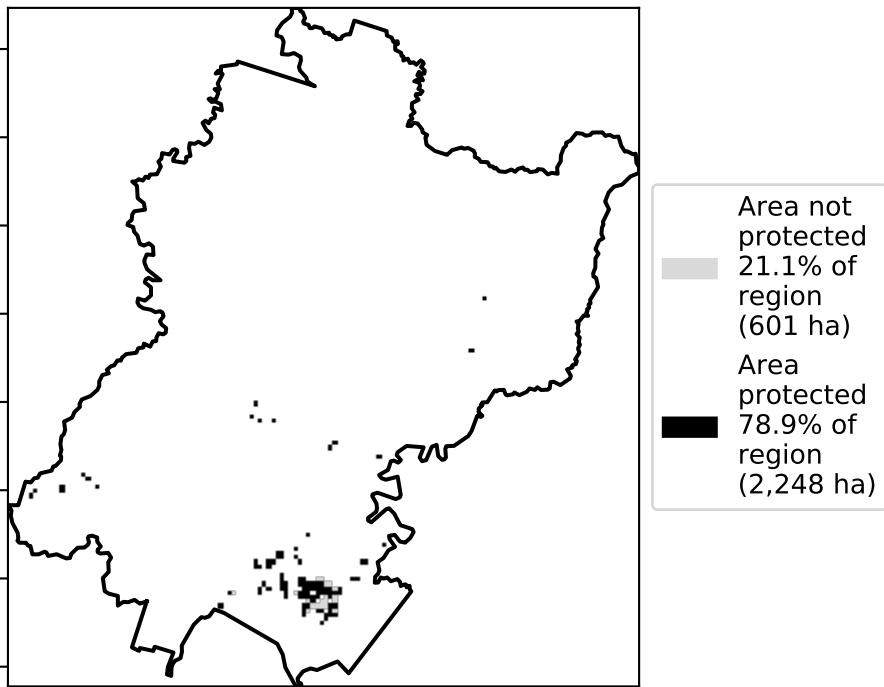 Area not
protected
21.1% of
region
(601 ha)
Area
protected
78.9% of
region
(2,248 ha)